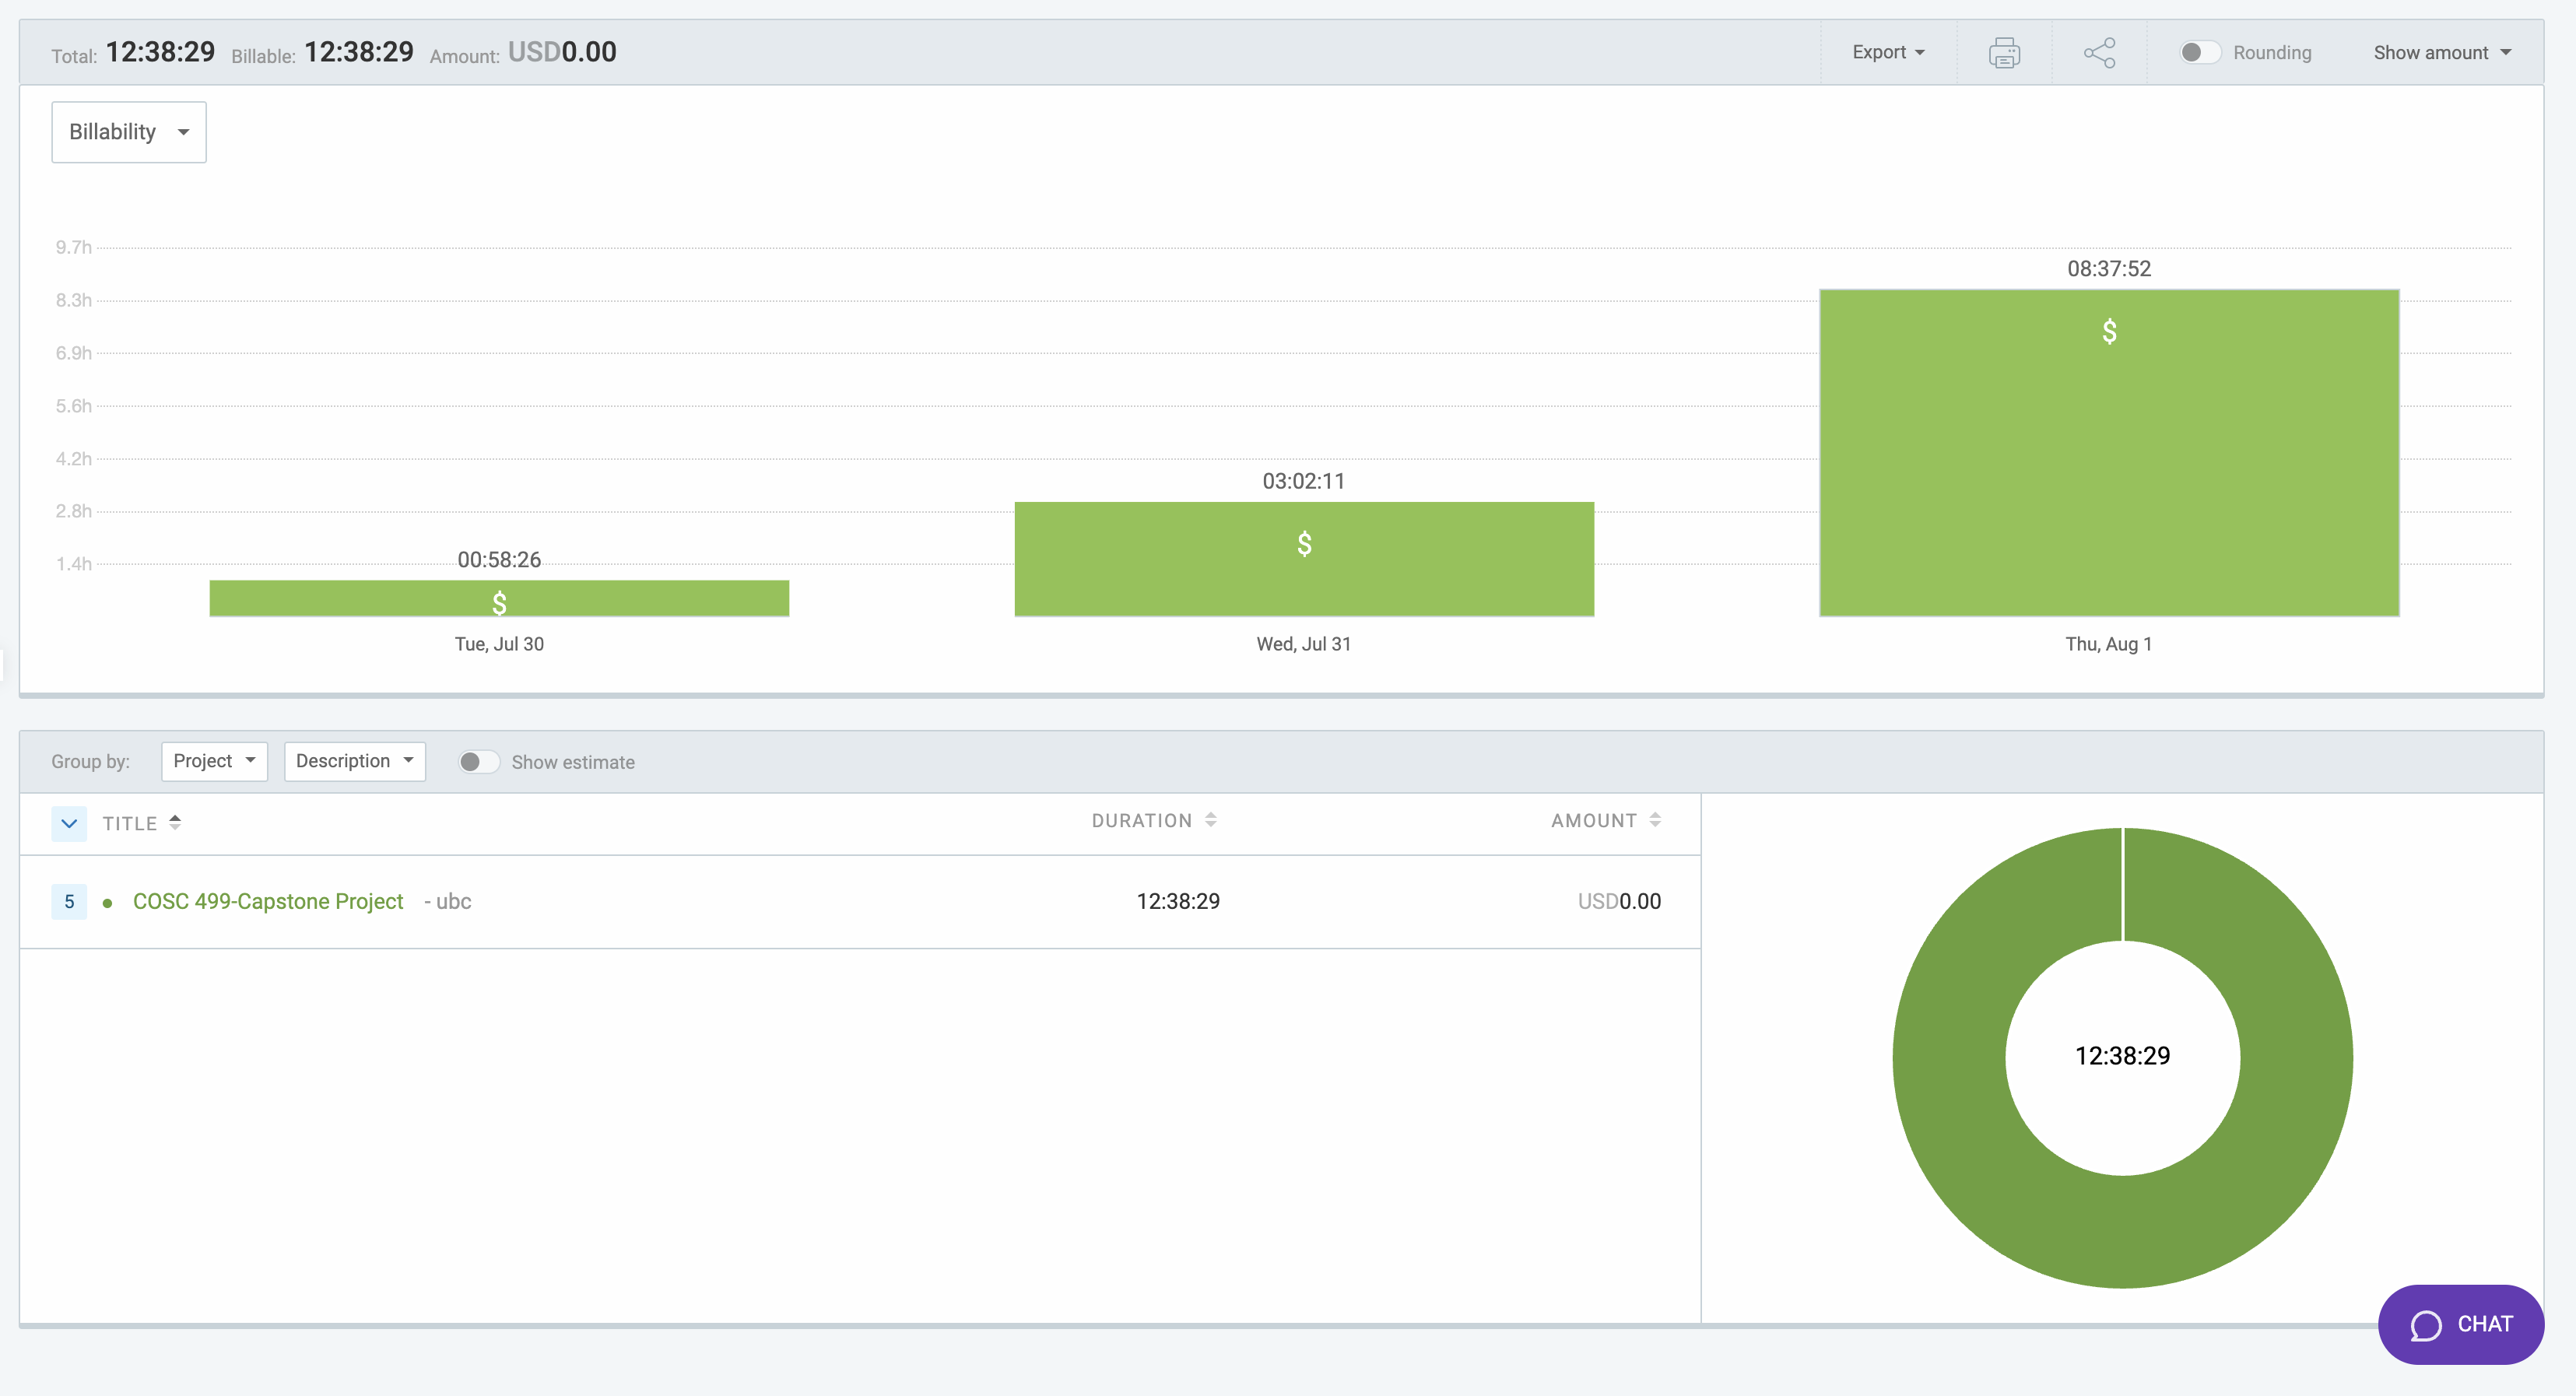 Total: 12:38:29 Billable: 12:38:29 Amount: USD0.00 Export Rounding Show amount
Billability
9.7h
08:37:52
8.3h
$
6.9h
5.6h
4.2h
03:02:11
2.8h
$
00:58:26
1.4h
$
Tue, Jul 30 Wed, Jul 31 Thu, Aug 1
Group by: Project Description Show estimate
TITLE DURATION AMOUNT
5 COSC 499-Capstone Project - ubc 12:38:29 USD0.00
12:38:29
CHAT